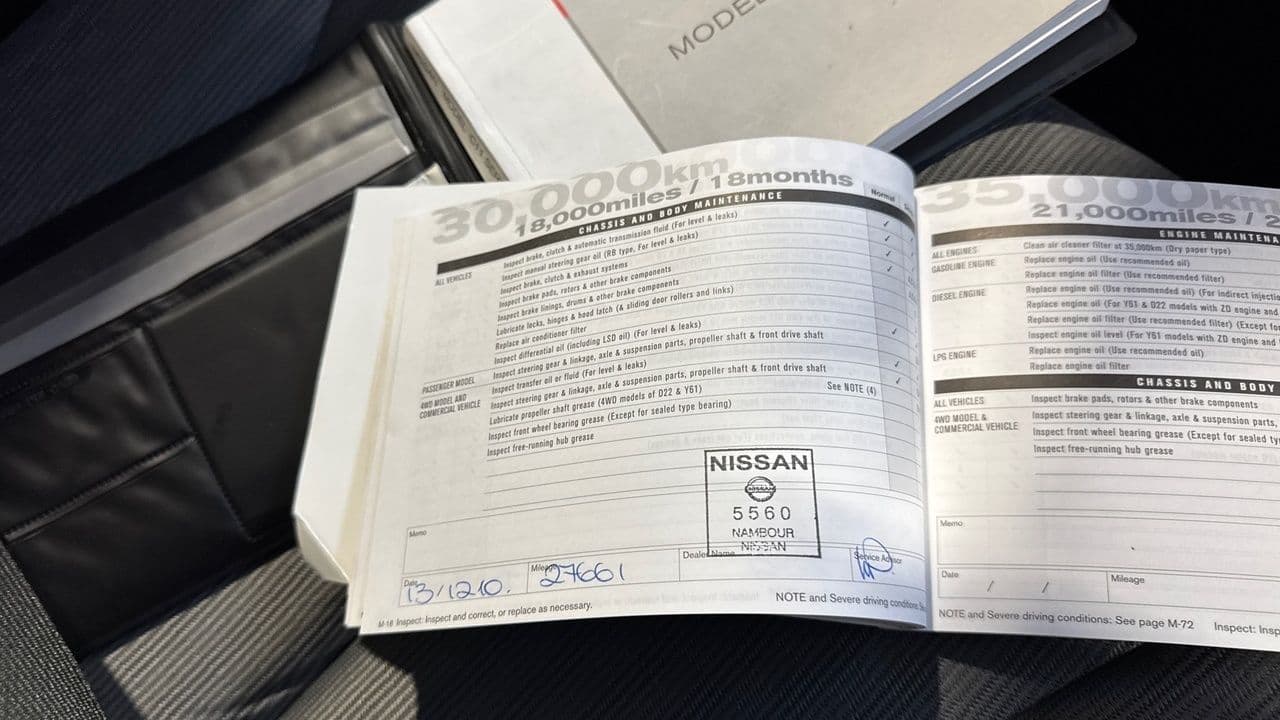 MODEL
30,000km
18,000miles / 18months
CHASSIS AND BODY MAINTENANCE Normal
ALL VEHICLES Inspect brake, clutch & automatic transmission fluid (For level & leaks) ✓
Inspect manual steering gear oil (RB type, For level & leaks) ✓
Inspect brake, clutch & exhaust systems ✓
Inspect brake pads, rotors & other brake components ✓
Inspect brake linings, drums & other brake components
Lubricate locks, hinges & hood latch (& sliding door rollers and links)
Replace air conditioner filter
Inspect differential oil (including LSD oil) (For level & leaks) ✓
PASSENGER MODEL Inspect steering gear & linkage, axle & suspension parts, propeller shaft & front drive shaft
4WD MODEL AND COMMERCIAL VEHICLE Inspect transfer oil or fluid (For level & leaks) ✓
Inspect steering gear & linkage, axle & suspension parts, propeller shaft & front drive shaft ✓
Lubricate propeller shaft grease (4WD models of D22 & Y61) See NOTE (4)
Inspect front wheel bearing grease (Except for sealed type bearing)
Inspect free-running hub grease
NISSAN
NISSAN
5560
NAMBOUR
NISSAN
Memo
Date 13/12/10. Mileage 27661 Dealer Name Service Advisor
M-16 Inspect: Inspect and correct, or replace as necessary. NOTE and Severe driving conditions:
35,000km
21,000miles / 2
ENGINE MAINTENA
ALL ENGINES Clean air cleaner filter at 35,000km (Dry paper type)
GASOLINE ENGINE Replace engine oil (Use recommended oil)
Replace engine oil filter (Use recommended filter)
DIESEL ENGINE Replace engine oil (Use recommended oil) (For indirect injecti
Replace engine oil (For Y61 & D22 models with ZD engine and
Replace engine oil filter (Use recommended filter) (Except fo
Inspect engine oil level (For Y61 models with ZD engine and
LPG ENGINE Replace engine oil (Use recommended oil)
Replace engine oil filter
CHASSIS AND BODY
ALL VEHICLES Inspect brake pads, rotors & other brake components
4WD MODEL & COMMERCIAL VEHICLE Inspect steering gear & linkage, axle & suspension parts,
Inspect front wheel bearing grease (Except for sealed ty
Inspect free-running hub grease
Memo
Date / / Mileage
NOTE and Severe driving conditions: See page M-72 Inspect: Insp